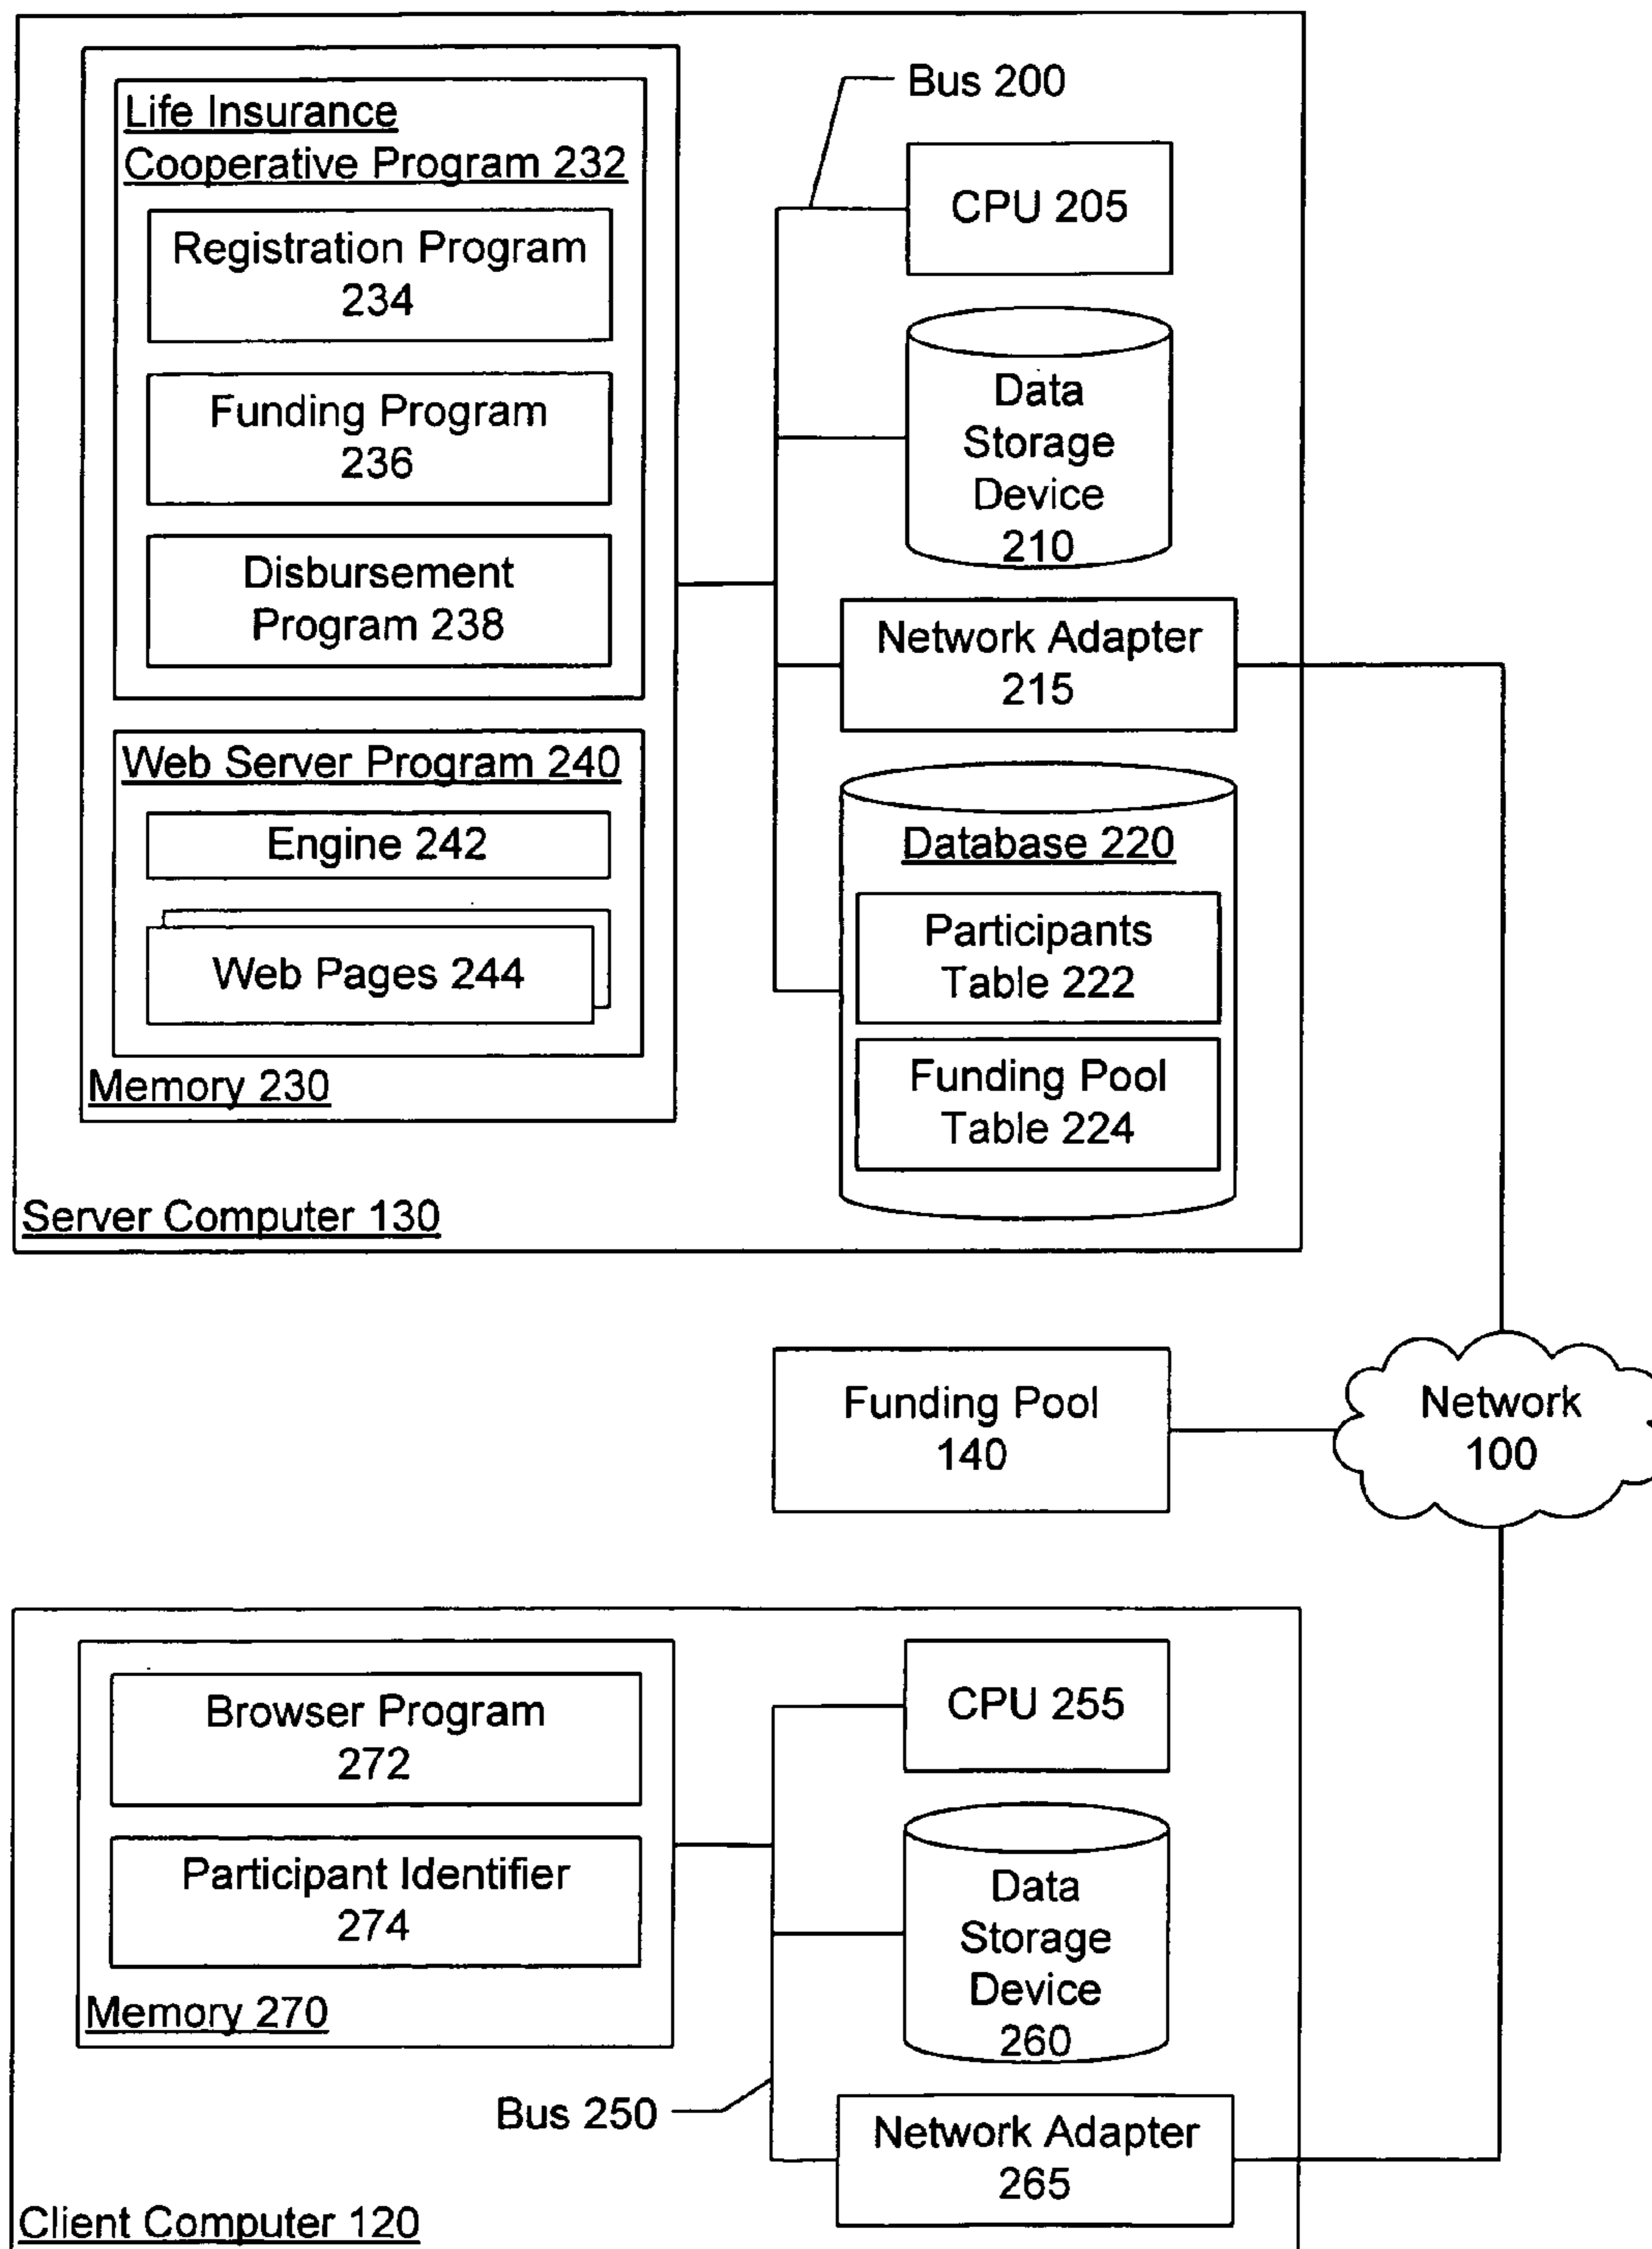 Bus 200
Life Insurance
Cooperative Program 232
Registration Program
234
Funding Program
236
Disbursement
Program 238
Web Server Program 240
Engine 242
Web Pages 244
Memory 230
CPU 205
Data
Storage
Device
210
Network Adapter
215
Database 220
Participants
Table 222
Funding Pool
Table 224
Server Computer 130
Funding Pool
140
Network
100
Browser Program
272
Participant Identifier
274
Memory 270
CPU 255
Data
Storage
Device
260
Bus 250
Network Adapter
265
Client Computer 120